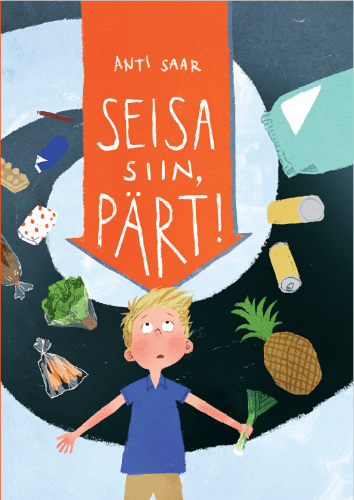 ANTI SAAR
SEISA
SIIN,
PÄRT!